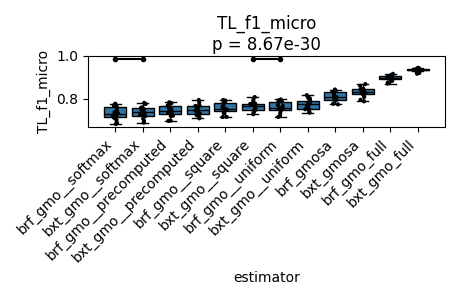 TL_f1_micro
p = 8.67e-30
TL_f1_micro
1.0
0.8
brf_gmo__softmax
bxt_gmo__softmax
brf_gmo__precomputed
bxt_gmo__precomputed
brf_gmo__square
bxt_gmo__square
brf_gmo__uniform
bxt_gmo__uniform
brf_gmosa
bxt_gmosa
brf_gmo_full
bxt_gmo_full
estimator